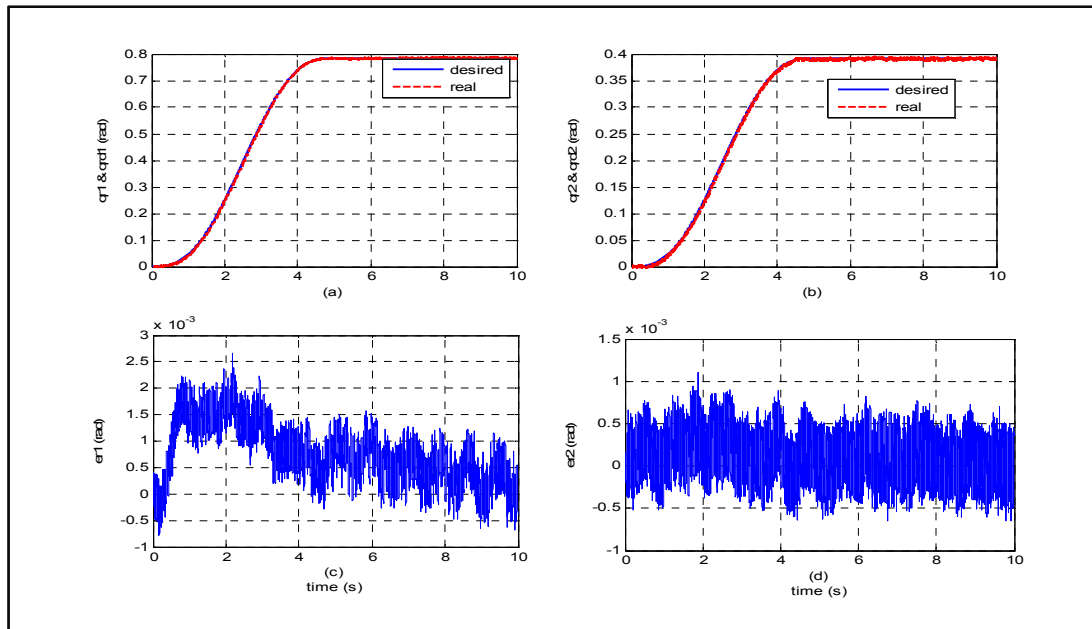 0.8
0.7
0.6
0.5
0.4
0.3
0.2
0.1
0
qr1 & qrd1 (rad)
desired
real
0 2 4 6 8 10
(a)
0.4
0.35
0.3
0.25
0.2
0.15
0.1
0.05
0
qr2 & qrd2 (rad)
desired
real
0 2 4 6 8 10
(b)
x 10-3
3
2.5
2
1.5
1
0.5
0
-0.5
-1
er1 (rad)
0 2 4 6 8 10
(c)
time (s)
x 10-3
1.5
1
0.5
0
-0.5
-1
er2 (rad)
0 2 4 6 8 10
(d)
time (s)